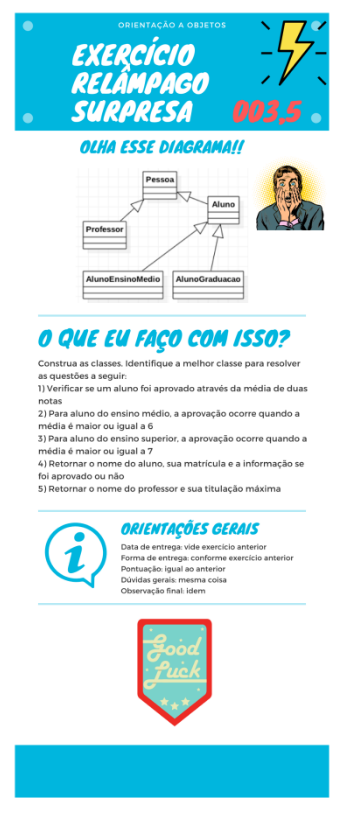 ORIENTAÇÃO A OBJETOS
EXERCÍCIO
RELÂMPAGO
SURPRESA
003,5
OLHA ESSE DIAGRAMA!!
Pessoa
Aluno
Professor
AlunoEnsinoMedio
AlunoGraduacao
O QUE EU FAÇO COM ISSO?
Construa as classes. Identifique a melhor classe para resolver
as questões a seguir:
1) Verificar se um aluno foi aprovado através da média de duas
notas
2) Para aluno do ensino médio, a aprovação ocorre quando a
média é maior ou igual a 6
3) Para aluno do ensino superior, a aprovação ocorre quando a
média é maior ou igual a 7
4) Retornar o nome do aluno, sua matrícula e a informação se
foi aprovado ou não
5) Retornar o nome do professor e sua titulação máxima
i
ORIENTAÇÕES GERAIS
Data de entrega: vide exercício anterior
Forma de entrega: conforme exercício anterior
Pontuação: igual ao anterior
Dúvidas gerais: mesma coisa
Observação final: idem
Good
Luck